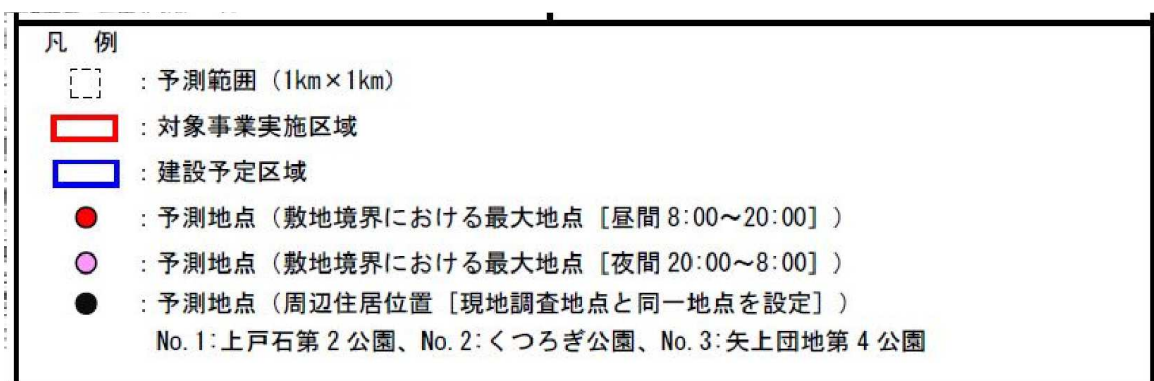 凡 例
：予測範囲（1km×1km）
：対象事業実施区域
：建設予定区域
：予測地点（敷地境界における最大地点［昼間 8:00～20:00］）
：予測地点（敷地境界における最大地点［夜間 20:00～8:00］）
：予測地点（周辺住居位置［現地調査地点と同一地点を設定］）
No.1:上戸石第2公園、No.2:くつろぎ公園、No.3:矢上団地第4公園